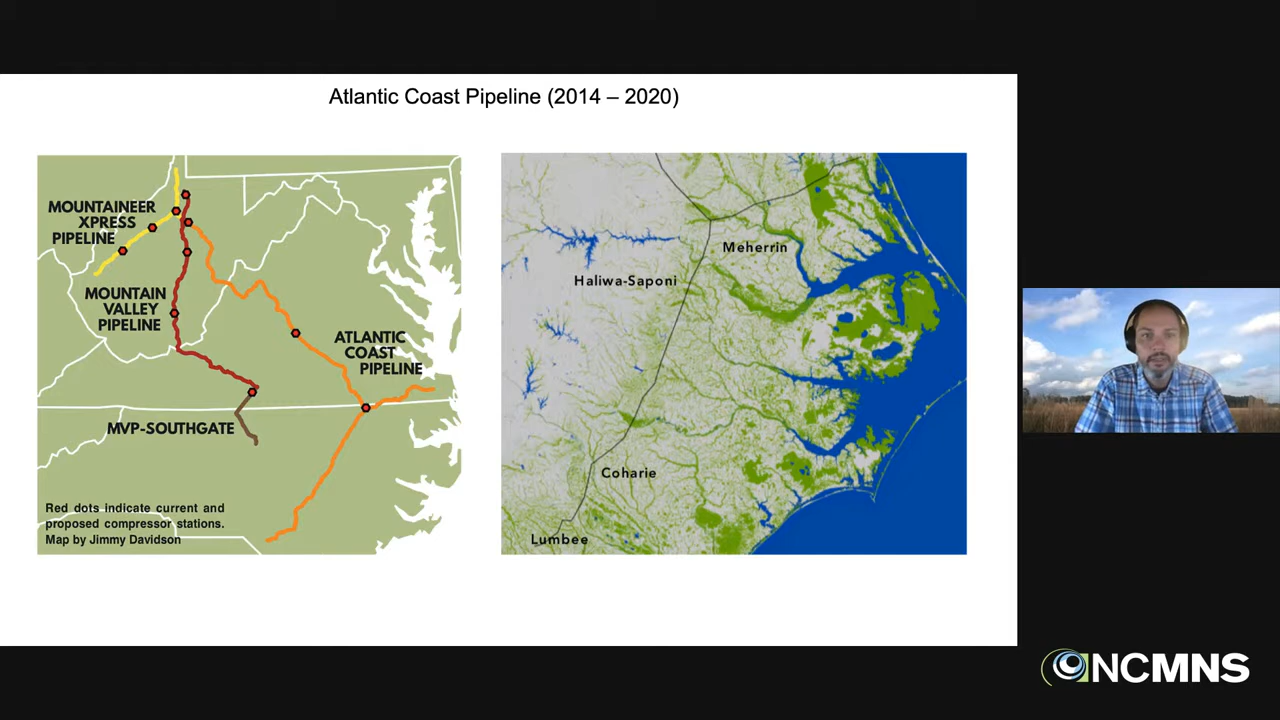 Atlantic Coast Pipeline (2014 – 2020)
MOUNTAINEER
XPRESS
PIPELINE
MOUNTAIN
VALLEY
PIPELINE
ATLANTIC
COAST
PIPELINE
MVP-SOUTHGATE
Red dots indicate current and
proposed compressor stations.
Map by Jimmy Davidson
Meherrin
Haliwa-Saponi
Coharie
Lumbee
NCMNS